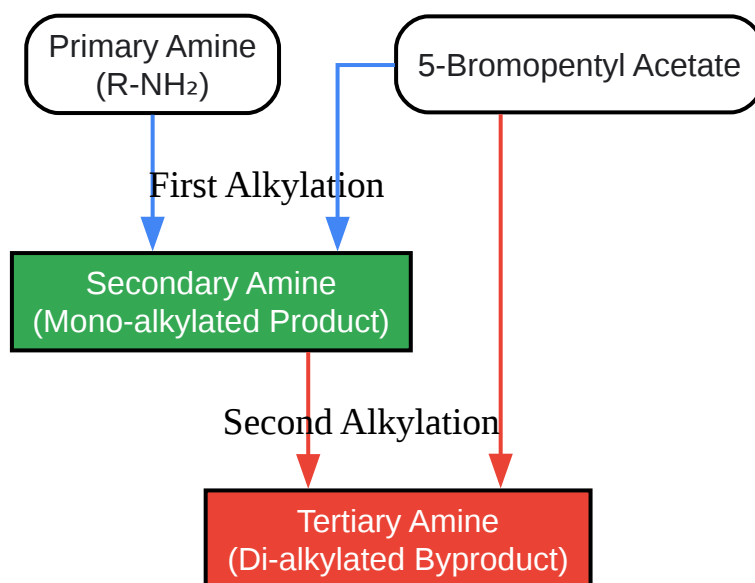 Primary Amine
(R-NH₂)
5-Bromopentyl Acetate
First Alkylation
Secondary Amine
(Mono-alkylated Product)
Second Alkylation
Tertiary Amine
(Di-alkylated Byproduct)